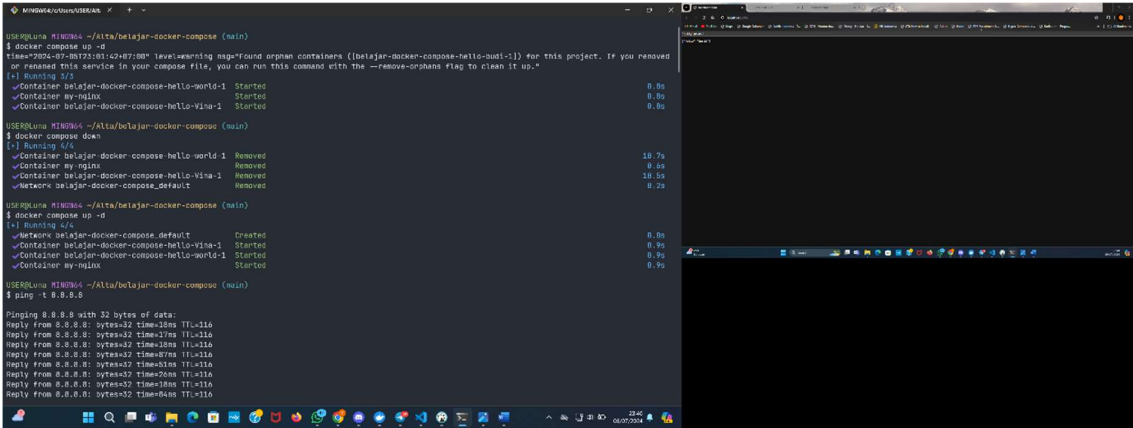 MINGW64:/c/Users/USER/Alta
USER@Luna MINGW64 ~/Alta/belajar-docker-compose (main)
$ docker compose up -d
time="2024-07-05T23:01:42+07:00" level=warning msg="Found orphan containers ([belajar-docker-compose-hello-budi-1]) for this project. If you removed
or renamed this service in your compose file, you can run this command with the --remove-orphans flag to clean it up."
[+] Running 3/3
Container belajar-docker-compose-hello-world-1 Started 0.8s
Container my-nginx Started 0.8s
Container belajar-docker-compose-hello-Vina-1 Started 0.8s
USER@Luna MINGW64 ~/Alta/belajar-docker-compose (main)
$ docker compose down
[+] Running 4/4
Container belajar-docker-compose-hello-world-1 Removed 10.7s
Container my-nginx Removed 0.6s
Container belajar-docker-compose-hello-Vina-1 Removed 10.5s
Network belajar-docker-compose_default Removed 0.2s
USER@Luna MINGW64 ~/Alta/belajar-docker-compose (main)
$ docker compose up -d
[+] Running 4/4
Network belajar-docker-compose_default Created 0.0s
Container belajar-docker-compose-hello-Vina-1 Started 0.9s
Container belajar-docker-compose-hello-world-1 Started 0.9s
Container my-nginx Started 0.9s
USER@Luna MINGW64 ~/Alta/belajar-docker-compose (main)
$ ping -t 8.8.8.8
Pinging 8.8.8.8 with 32 bytes of data:
Reply from 8.8.8.8: bytes=32 time=18ms TTL=116
Reply from 8.8.8.8: bytes=32 time=17ms TTL=116
Reply from 8.8.8.8: bytes=32 time=18ms TTL=116
Reply from 8.8.8.8: bytes=32 time=87ms TTL=116
Reply from 8.8.8.8: bytes=32 time=51ms TTL=116
Reply from 8.8.8.8: bytes=32 time=26ms TTL=116
Reply from 8.8.8.8: bytes=32 time=18ms TTL=116
Reply from 8.8.8.8: bytes=32 time=84ms TTL=116
23:40
06/07/2024